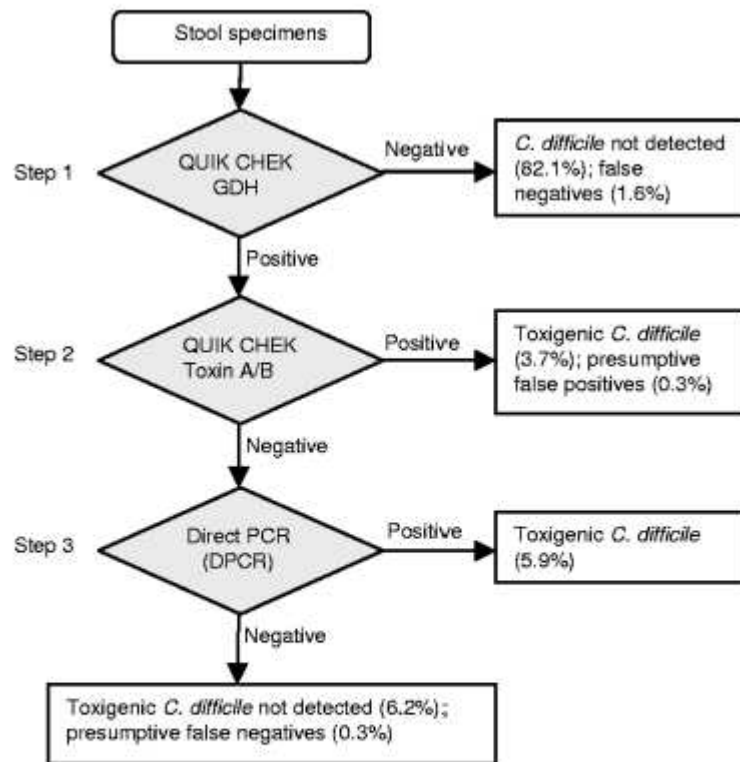 Stool specimens
Step 1
QUIK CHEK
GDH
Negative
C. difficile not detected
(82.1%); false
negatives (1.6%)
Positive
Step 2
QUIK CHEK
Toxin A/B
Positive
Toxigenic C. difficile
(3.7%); presumptive
false positives (0.3%)
Negative
Step 3
Direct PCR
(DPCR)
Positive
Toxigenic C. difficile
(5.9%)
Negative
Toxigenic C. difficile not detected (6.2%);
presumptive false negatives (0.3%)